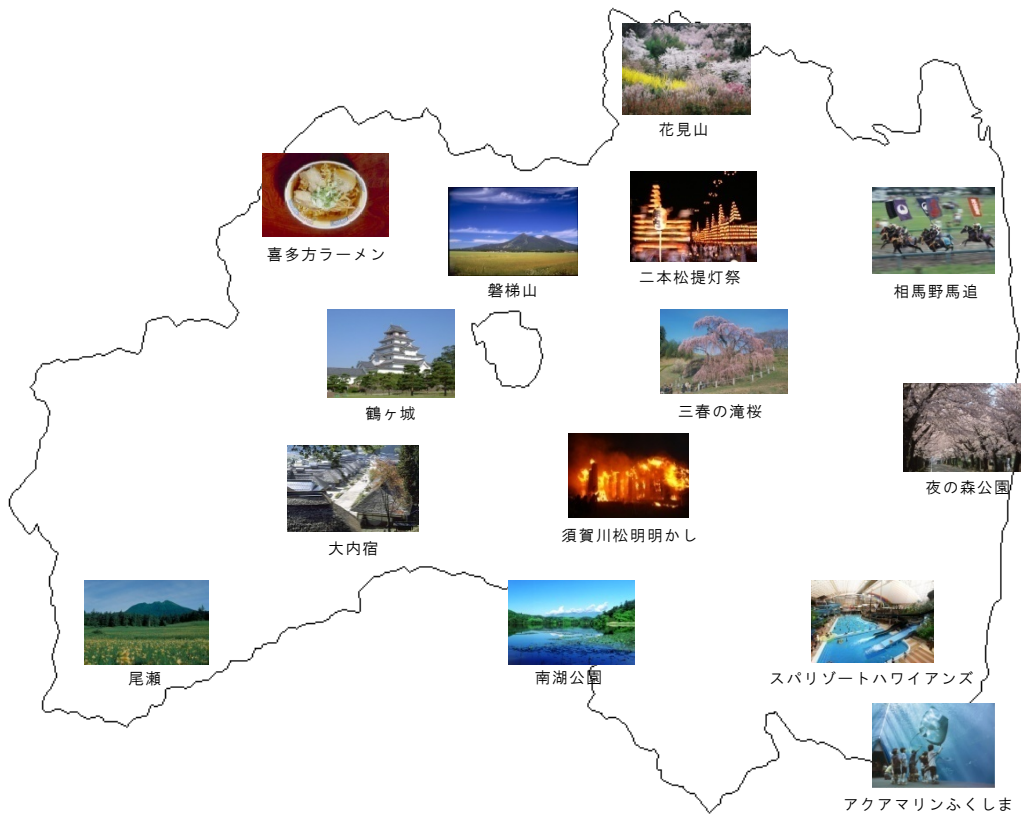 花見山
喜多方ラーメン
磐梯山
二本松提灯祭
相馬野馬追
鶴ヶ城
三春の滝桜
夜の森公園
大内宿
須賀川松明明かし
尾瀬
南湖公園
スパリゾートハワイアンズ
アクアマリンふくしま